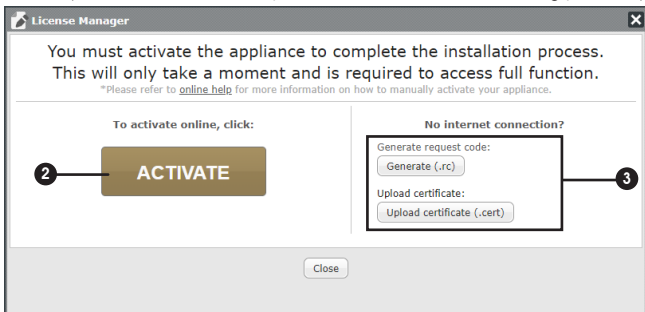 License Manager
You must activate the appliance to complete the installation process.
This will only take a moment and is required to access full function.
*Please refer to online help for more information on how to manually activate your appliance.
To activate online, click:
2
ACTIVATE
No internet connection?
Generate request code:
Generate (.rc)
Upload certificate:
Upload certificate (.cert)
3
Close